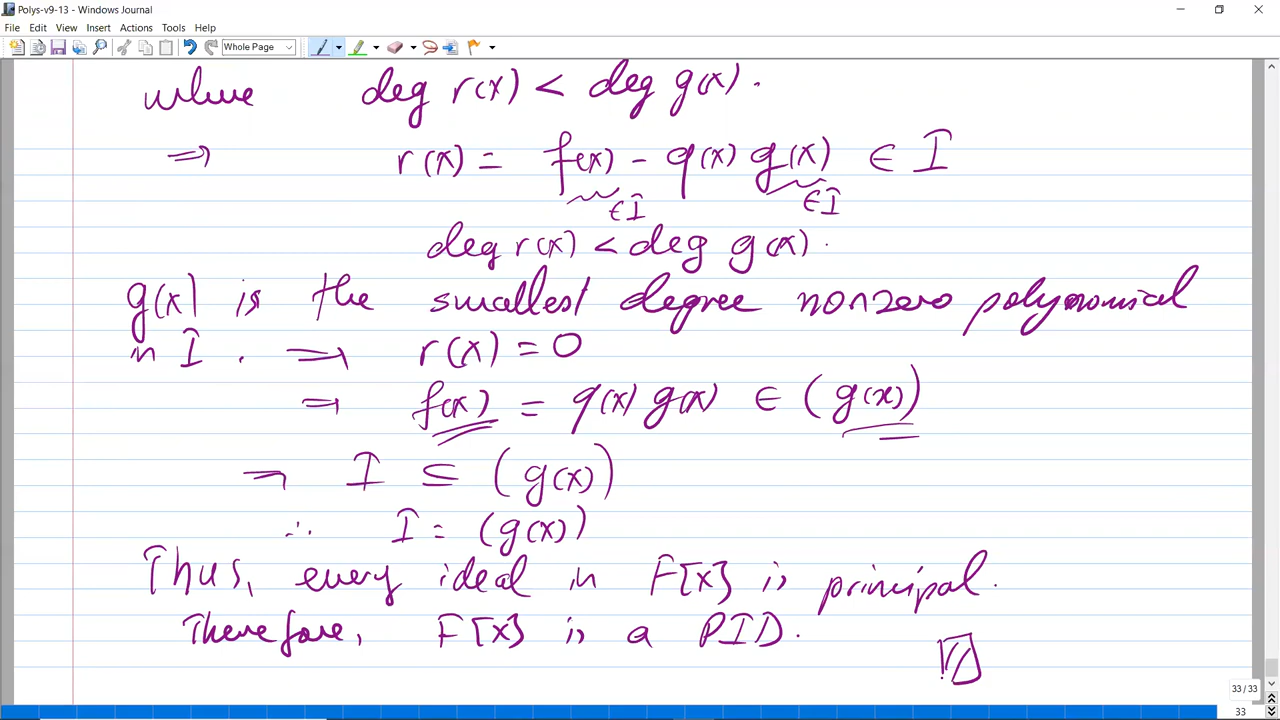 Polys-v9-13 - Windows Journal
File Edit View Insert Actions Tools Help
Whole Page
where deg r(x) < deg g(x).
⇒ r(x) = f(x) - q(x) g(x) ∈ I
∈I ∈I
deg r(x) < deg g(x).
g(x) is the smallest degree nonzero polynomial
in I. ⇒ r(x) = 0
⇒ f(x) = q(x) g(x) ∈ (g(x))
⇒ I ⊆ (g(x))
∴ I = (g(x))
Thus, every ideal in F[x] is principal.
Therefore, F[x] is a PID.
33 / 33
33